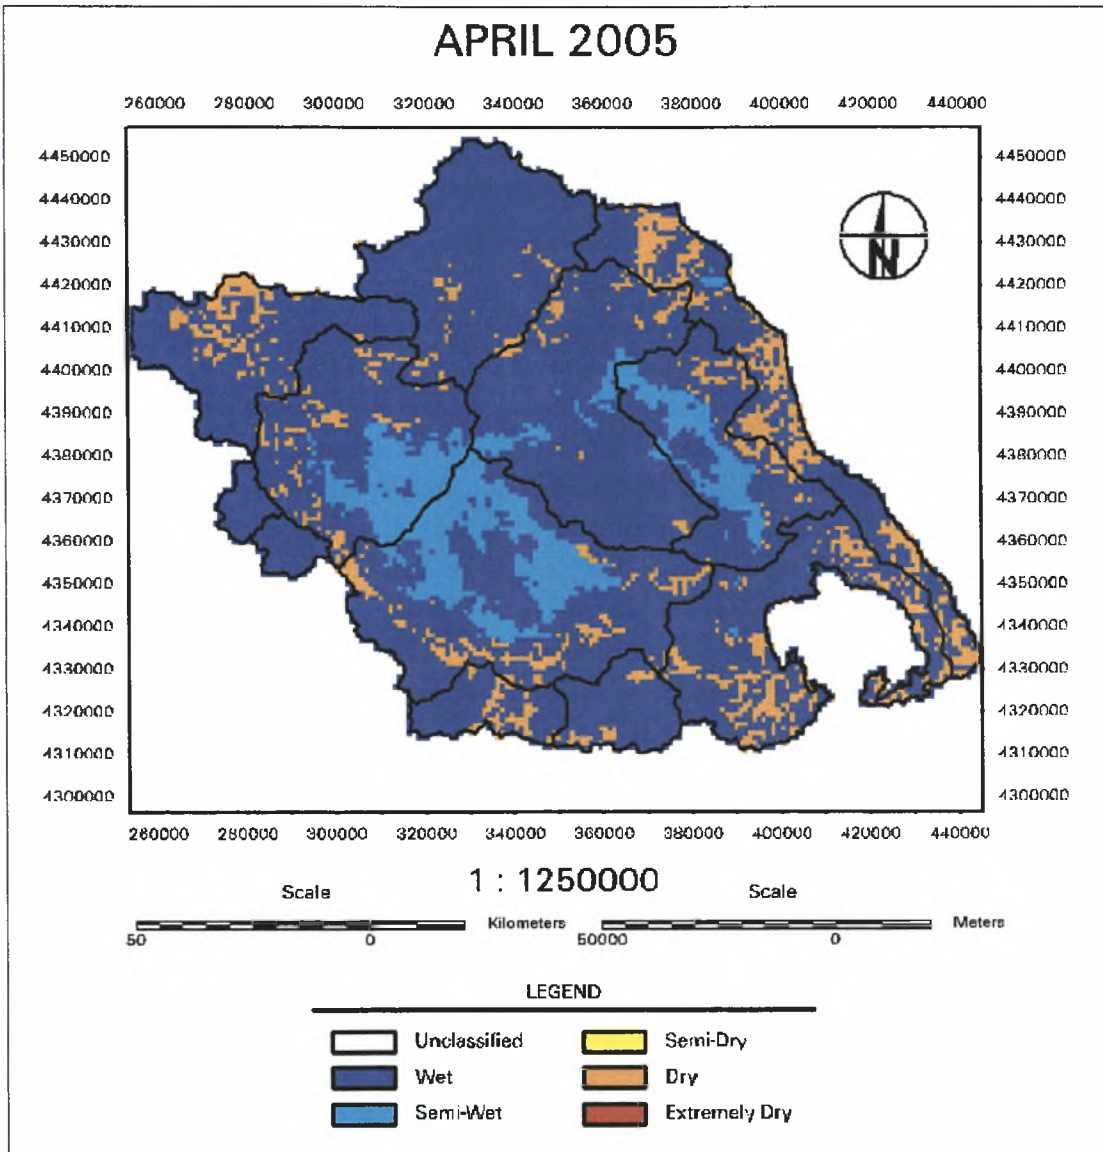 APRIL 2005
260000 280000 300000 320000 340000 360000 380000 400000 420000 440000
4450000 4450000
4440000 4440000
4430000 4430000
4420000 4420000
4410000 4410000
4400000 4400000
4390000 4390000
4380000 4380000
4370000 4370000
4360000 4360000
4350000 4350000
4340000 4340000
4330000 4330000
4320000 4320000
4310000 4310000
4300000 4300000
N
260000 280000 300000 320000 340000 360000 380000 400000 420000 440000
1 : 1250000
Scale Scale
Kilometers Meters
50 0 50000 0
LEGEND
Unclassified Semi-Dry
Wet Dry
Semi-Wet Extremely Dry